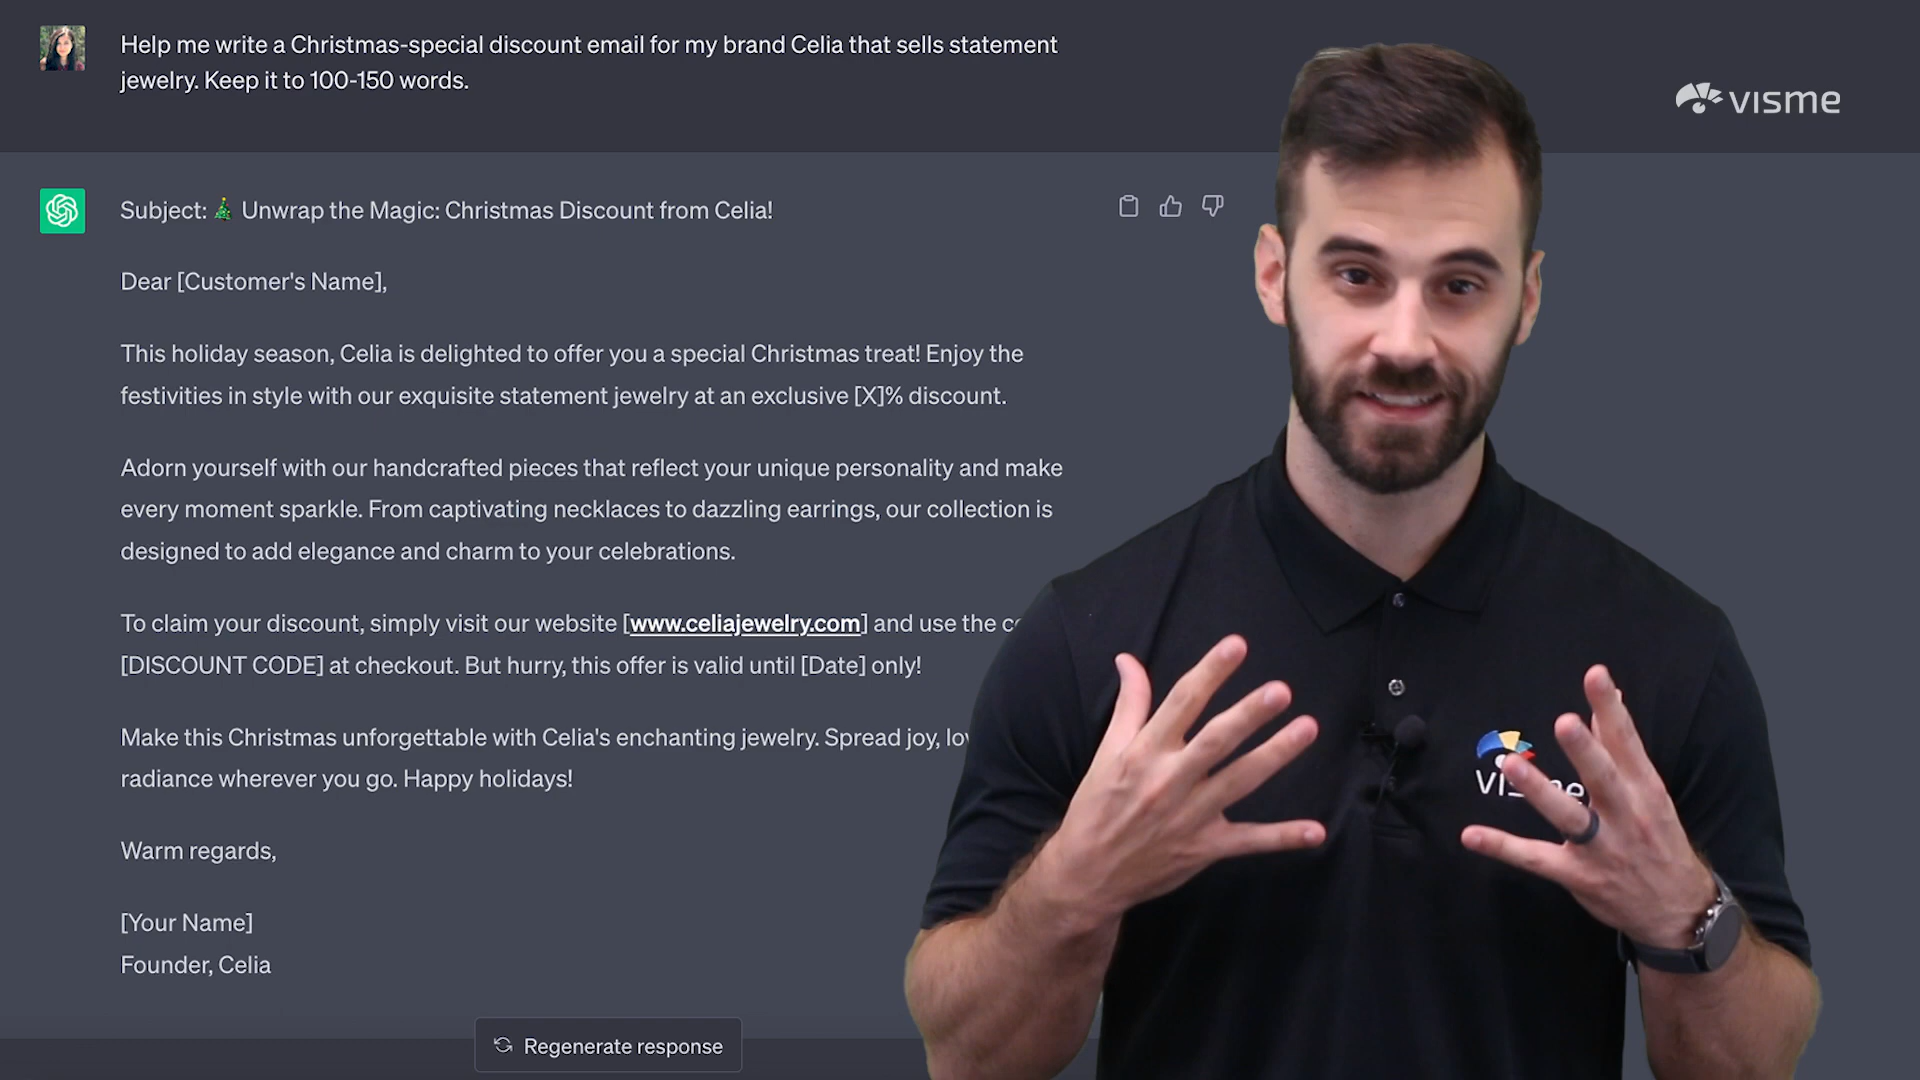 Help me write a Christmas-special discount email for my brand Celia that sells statement
jewelry. Keep it to 100-150 words.
visme
Subject: 🎄 Unwrap the Magic: Christmas Discount from Celia!
Dear [Customer's Name],
This holiday season, Celia is delighted to offer you a special Christmas treat! Enjoy the
festivities in style with our exquisite statement jewelry at an exclusive [X]% discount.
Adorn yourself with our handcrafted pieces that reflect your unique personality and make
every moment sparkle. From captivating necklaces to dazzling earrings, our collection is
designed to add elegance and charm to your celebrations.
To claim your discount, simply visit our website [www.celiajewelry.com] and use the
[DISCOUNT CODE] at checkout. But hurry, this offer is valid until [Date] only!
Make this Christmas unforgettable with Celia's enchanting jewelry. Spread joy,
radiance wherever you go. Happy holidays!
Warm regards,
[Your Name]
Founder, Celia
Regenerate response